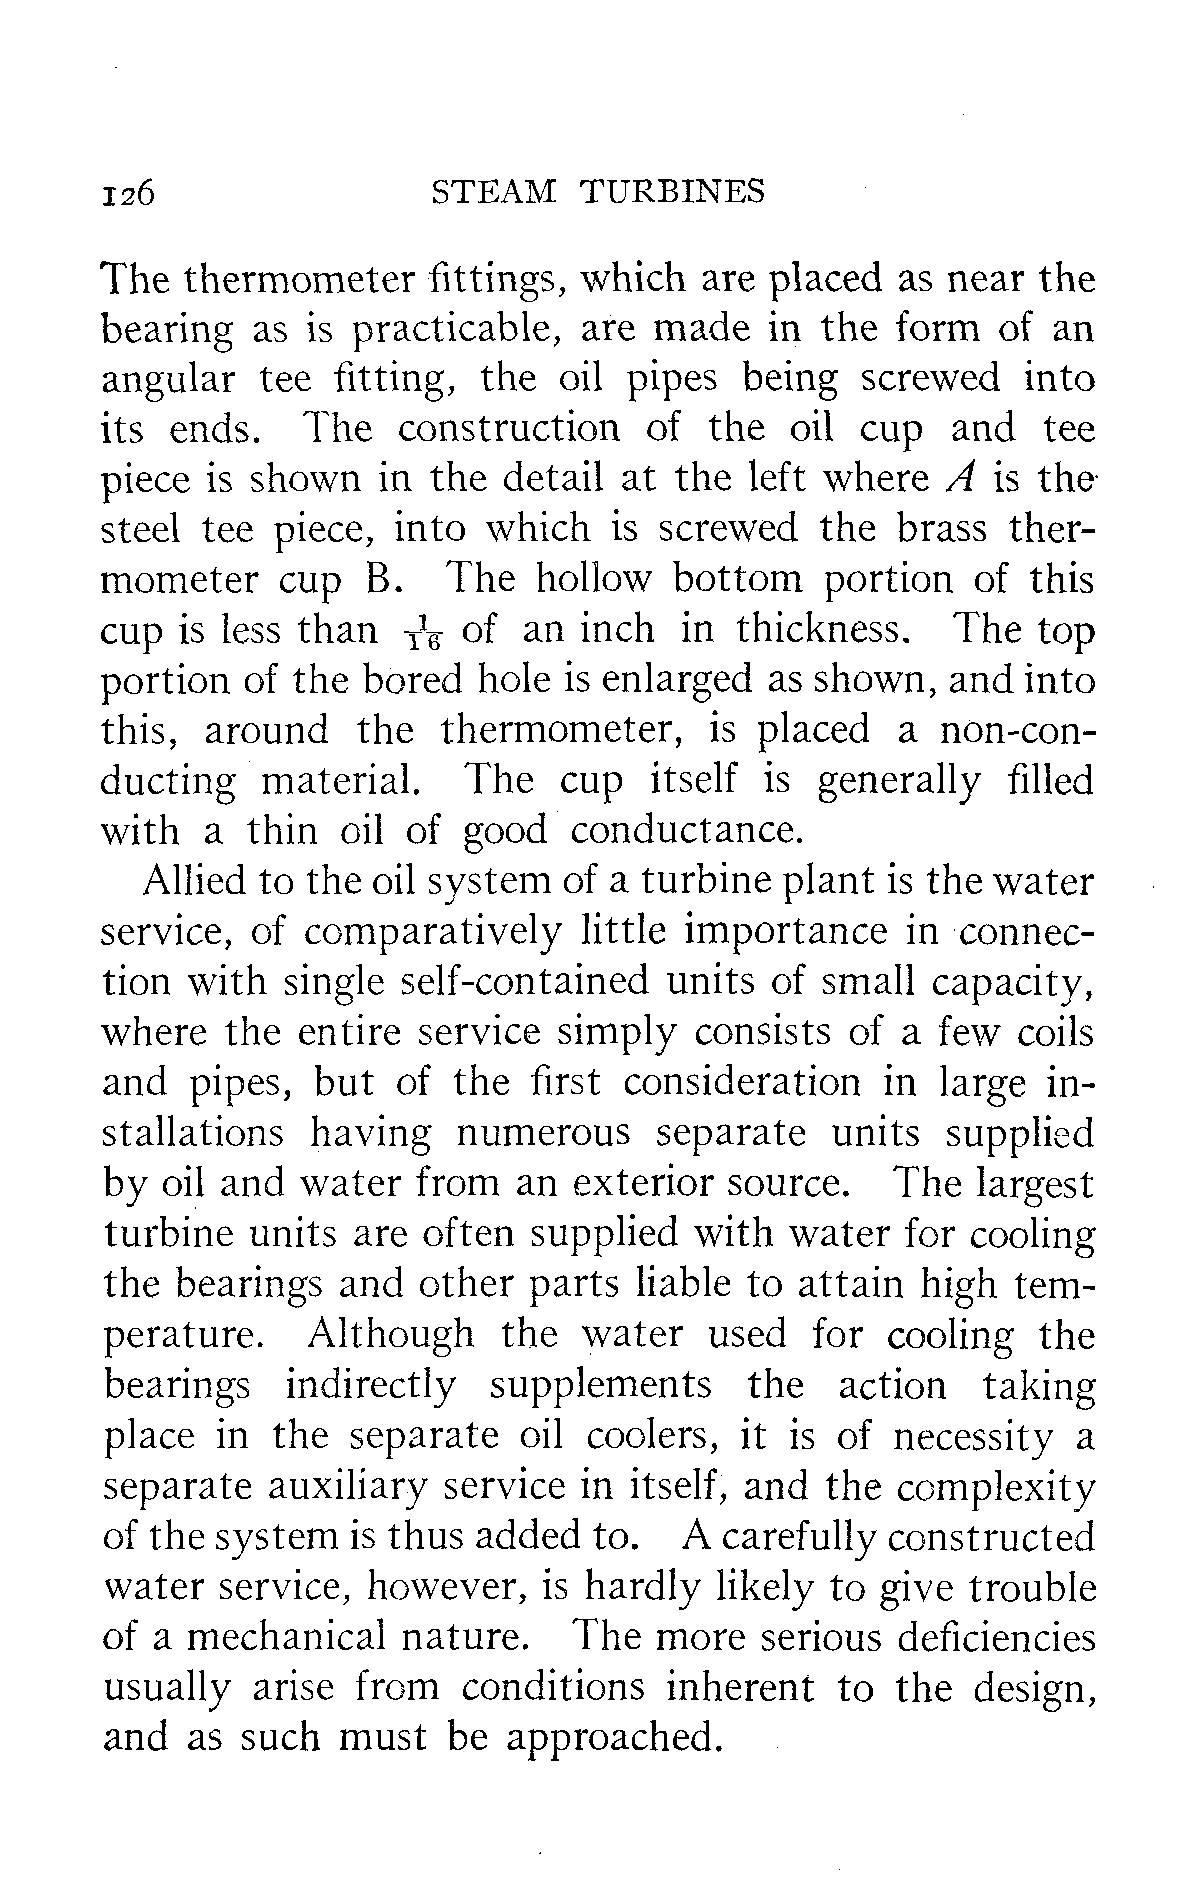 126 STEAM TURBINES
The thermometer fittings, which are placed as near the
bearing as is practicable, are made in the form of an
angular tee fitting, the oil pipes being screwed into
its ends. The construction of the oil cup and tee
piece is shown in the detail at the left where A is the
steel tee piece, into which is screwed the brass ther-
mometer cup B. The hollow bottom portion of this
cup is less than 1/16 of an inch in thickness. The top
portion of the bored hole is enlarged as shown, and into
this, around the thermometer, is placed a non-con-
ducting material. The cup itself is generally filled
with a thin oil of good conductance.
Allied to the oil system of a turbine plant is the water
service, of comparatively little importance in connec-
tion with single self-contained units of small capacity,
where the entire service simply consists of a few coils
and pipes, but of the first consideration in large in-
stallations having numerous separate units supplied
by oil and water from an exterior source. The largest
turbine units are often supplied with water for cooling
the bearings and other parts liable to attain high tem-
perature. Although the water used for cooling the
bearings indirectly supplements the action taking
place in the separate oil coolers, it is of necessity a
separate auxiliary service in itself, and the complexity
of the system is thus added to. A carefully constructed
water service, however, is hardly likely to give trouble
of a mechanical nature. The more serious deficiencies
usually arise from conditions inherent to the design,
and as such must be approached.